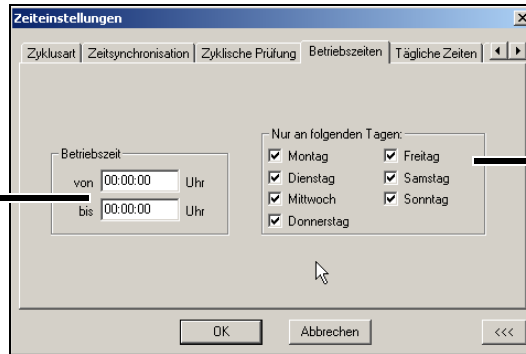 Zeiteinstellungen
Zyklusart Zeitsynchronisation Zyklische Prüfung Betriebszeiten Tägliche Zeiten
Betriebszeit
von 00:00:00 Uhr
bis 00:00:00 Uhr
Nur an folgenden Tagen:
Montag Freitag
Dienstag Samstag
Mittwoch Sonntag
Donnerstag
OK Abbrechen <<<